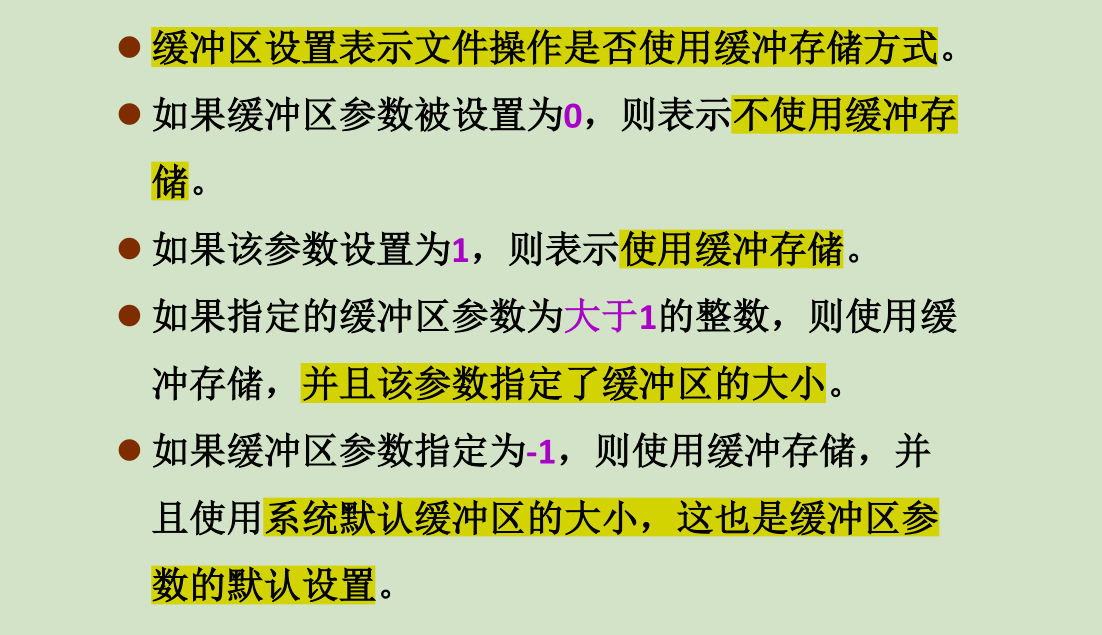 缓冲区设置表示文件操作是否使用缓冲存储方式。
如果缓冲区参数被设置为0，则表示不使用缓冲存
储。
如果该参数设置为1，则表示使用缓冲存储。
如果指定的缓冲区参数为大于1的整数，则使用缓
冲存储，并且该参数指定了缓冲区的大小。
如果缓冲区参数指定为-1，则使用缓冲存储，并
且使用系统默认缓冲区的大小，这也是缓冲区参
数的默认设置。